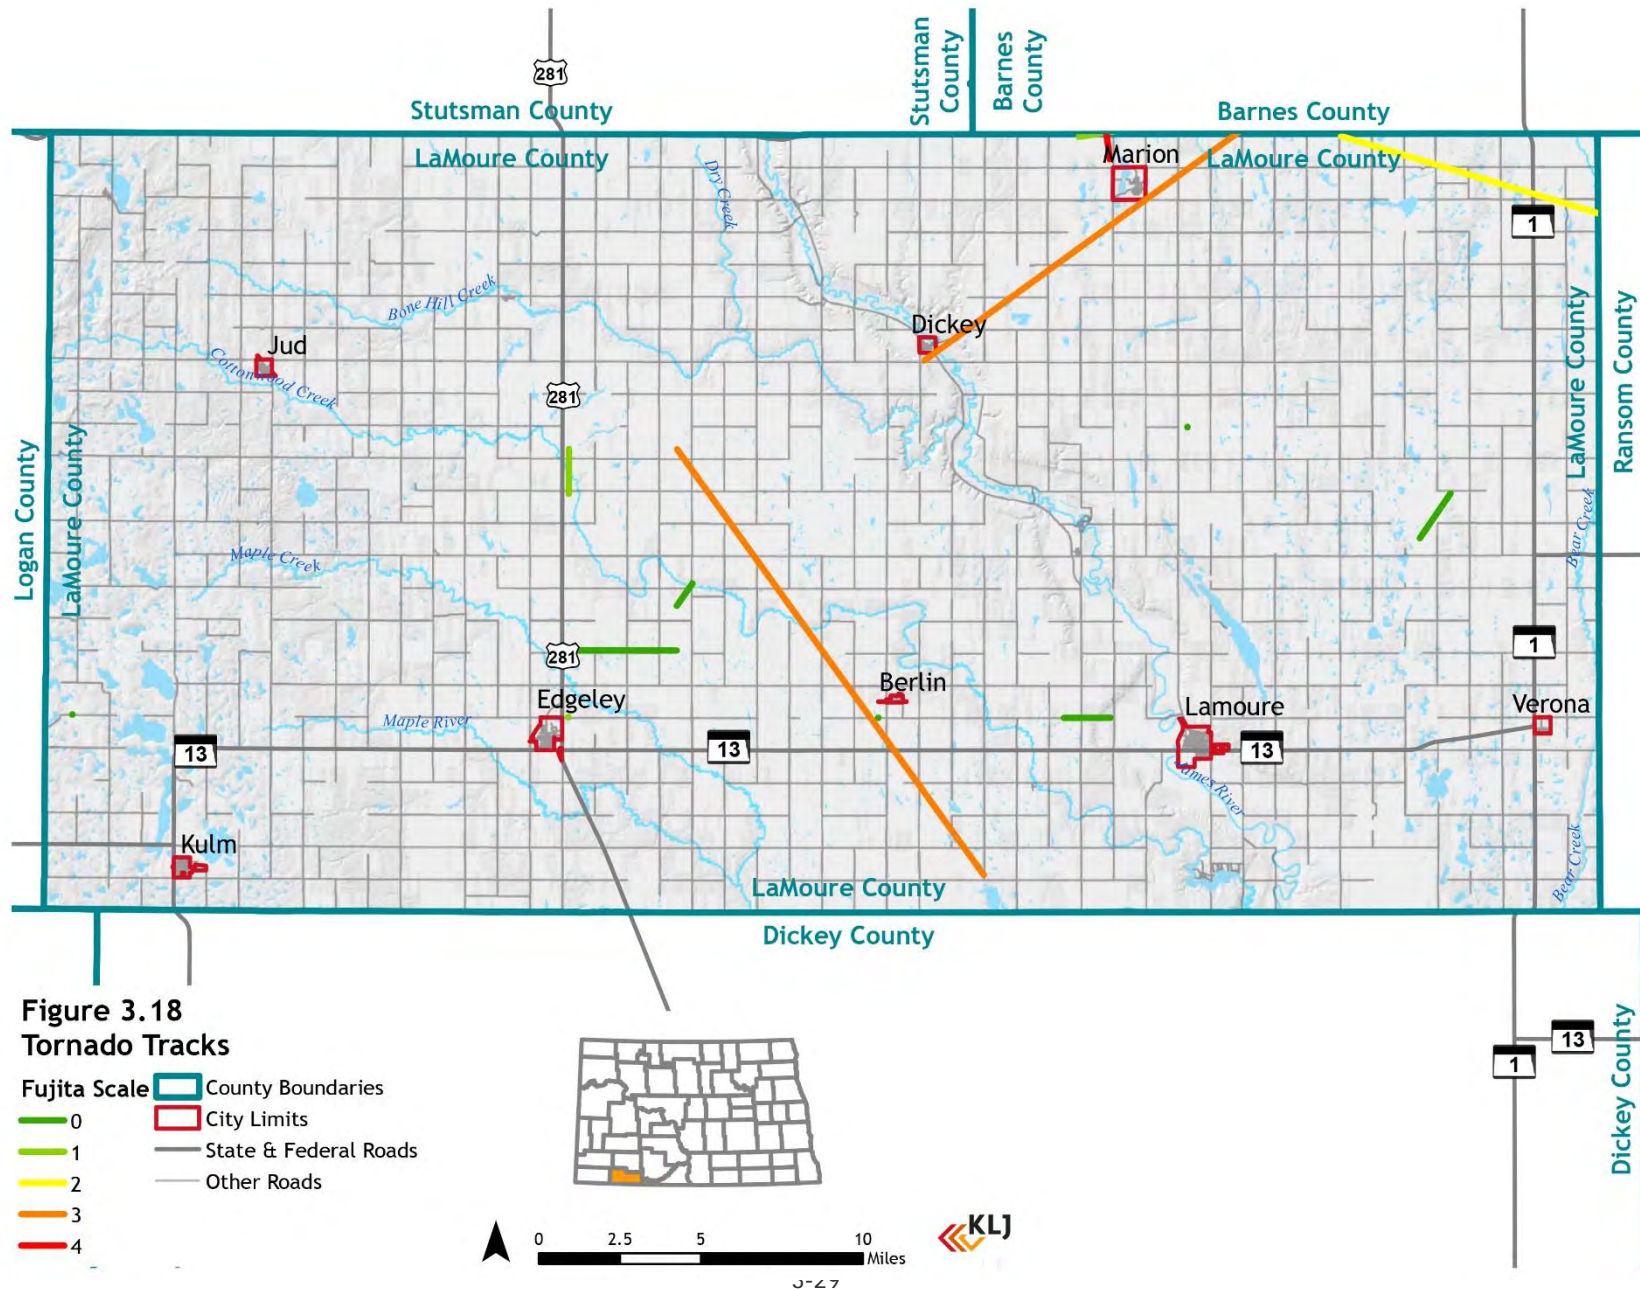 Stutsman
County
Barnes
County
281
Stutsman County
Barnes County
LaMoure County
Marion
LaMoure County
Dry Creek
1
Bone Hill Creek
Dickey
Jud
Cottonwood Creek
281
LaMoure County
Ransom County
Logan County
LaMoure County
Bear Creek
Maple Creek
281
1
Berlin
Edgeley
Lamoure
Verona
Maple River
13
13
13
James River
Kulm
Bear Creek
LaMoure County
Dickey County
Figure 3.18
Tornado Tracks
Fujita Scale
0
1
2
3
4
County Boundaries
City Limits
State & Federal Roads
Other Roads
13
1
Dickey County
0 2.5 5 10
Miles
KLJ